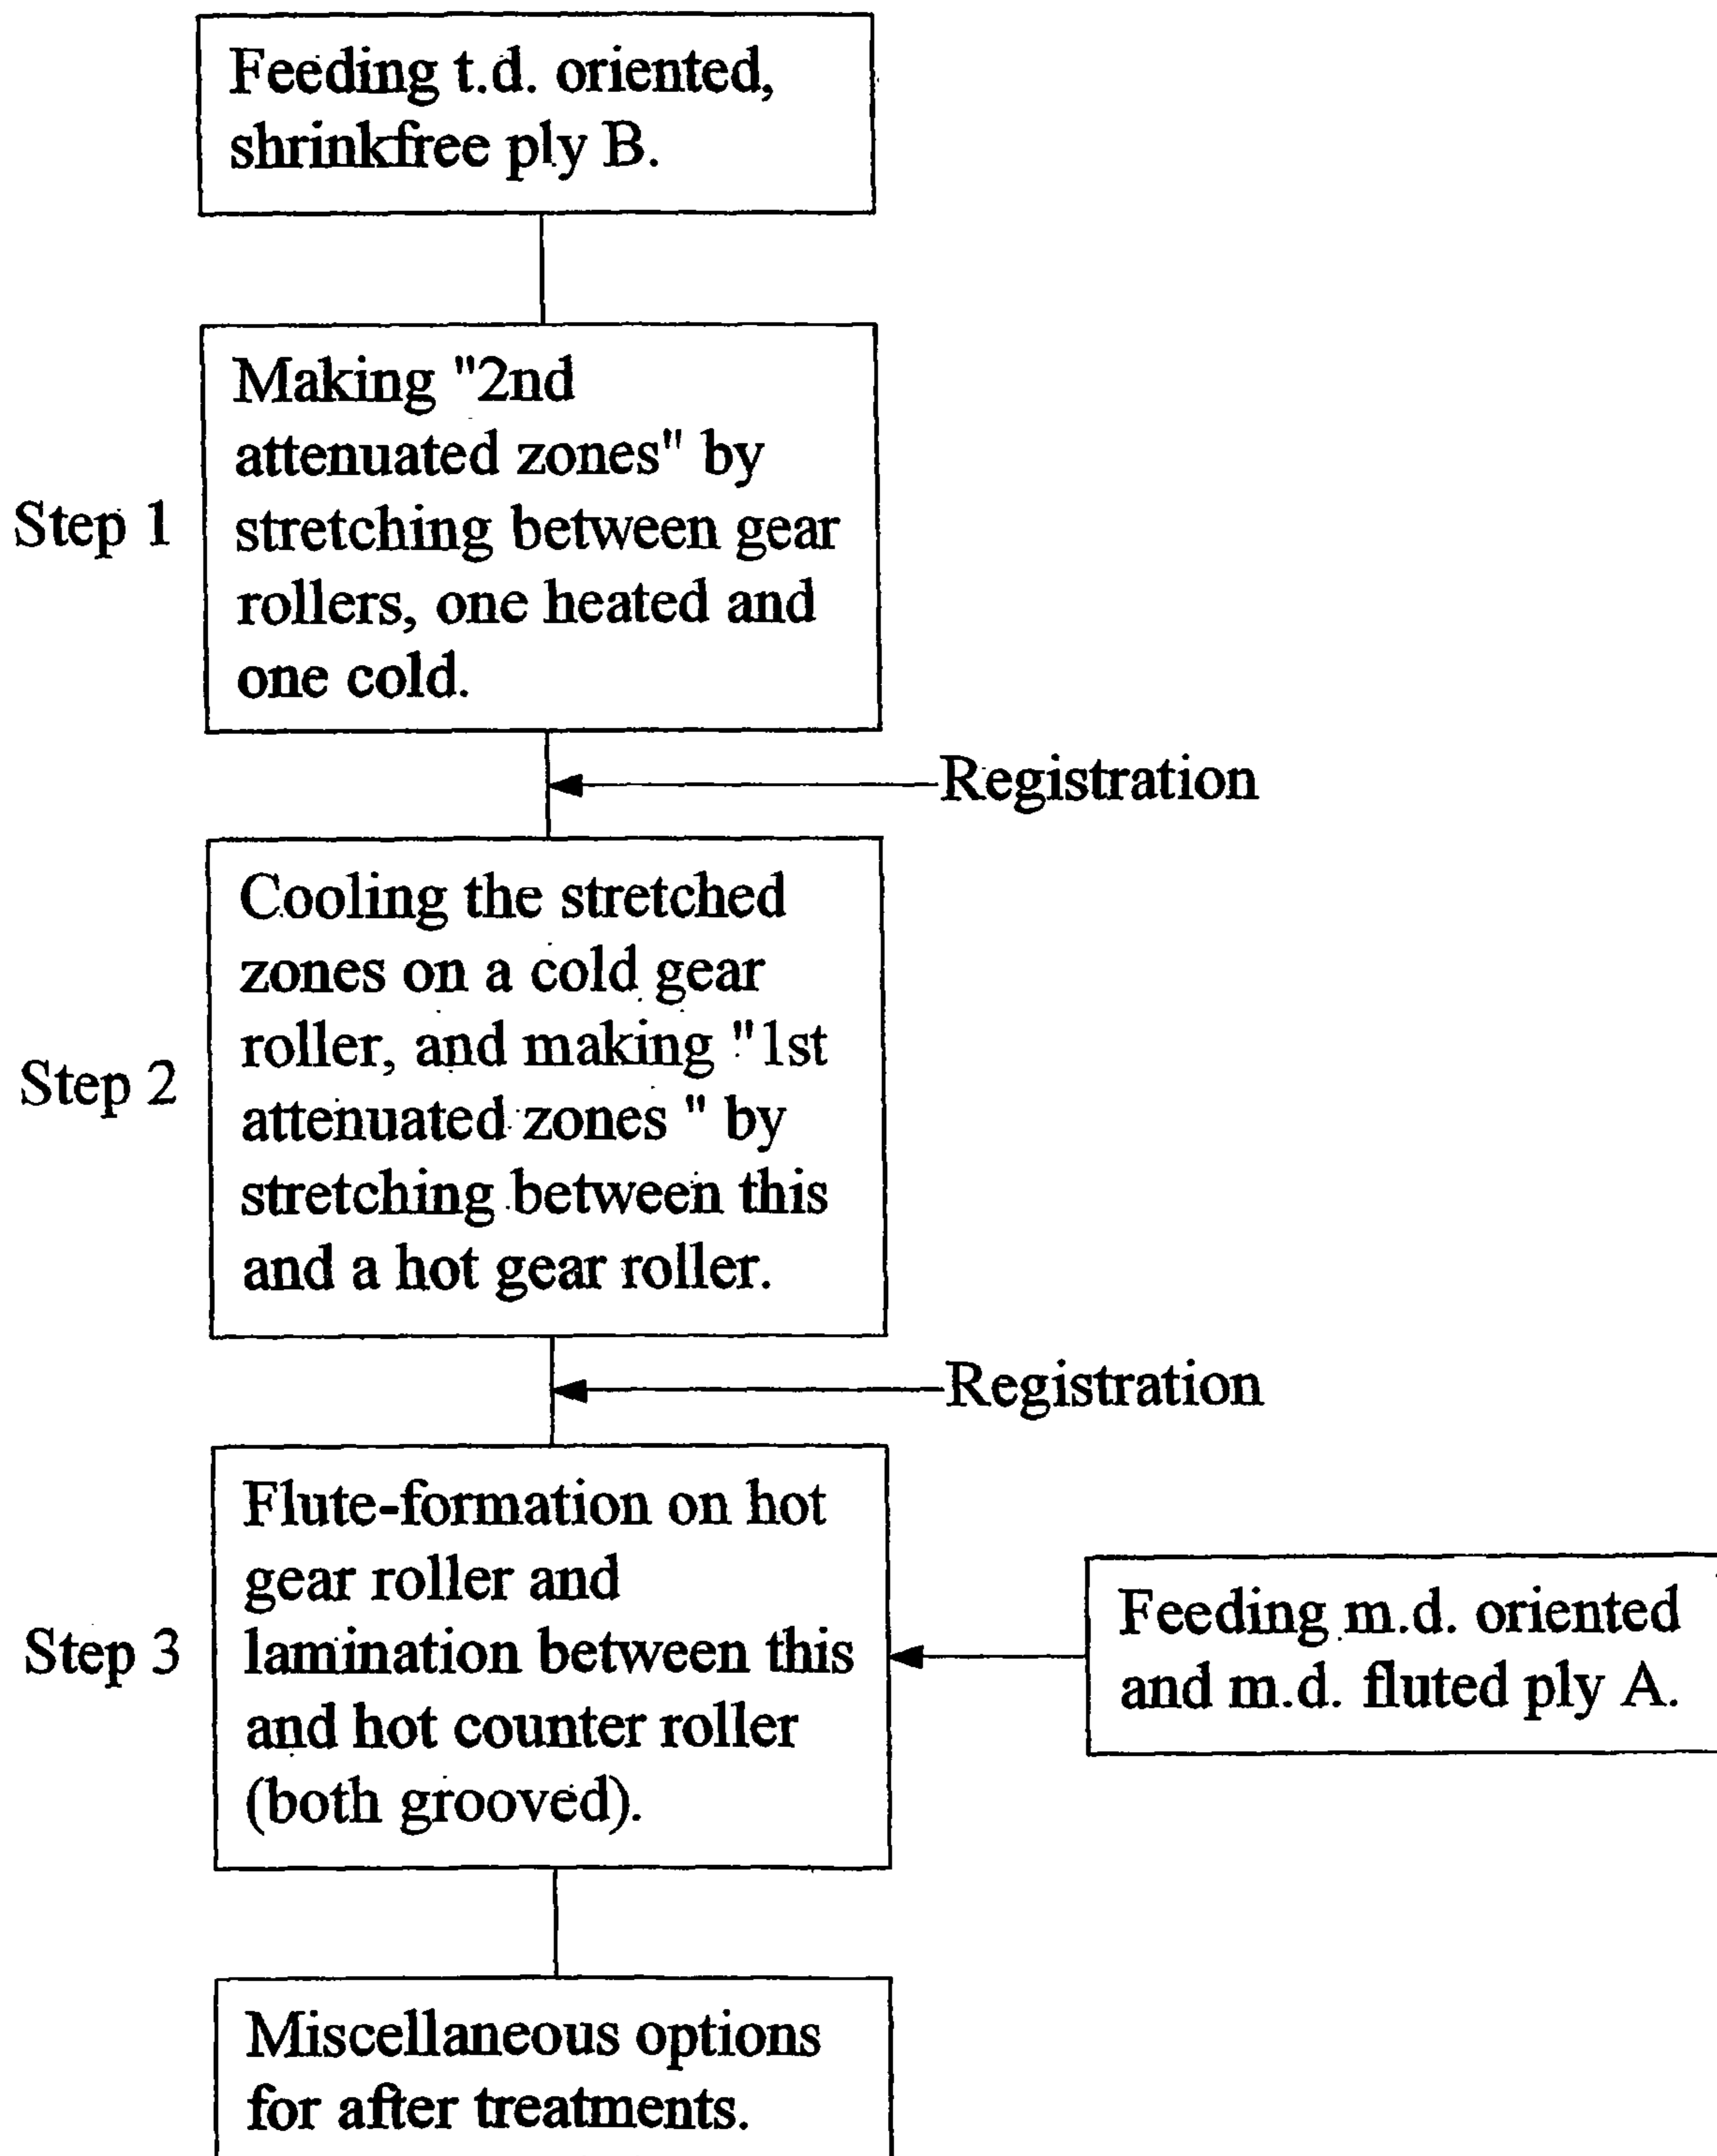 Feeding t.d. oriented,
shrinkfree ply B.
Step 1
Making "2nd
attenuated zones" by
stretching between gear
rollers, one heated and
one cold.
Registration
Step 2
Cooling the stretched
zones on a cold gear
roller, and making "1st
attenuated zones " by
stretching between this
and a hot gear roller.
Registration
Step 3
Flute-formation on hot
gear roller and
lamination between this
and hot counter roller
(both grooved).
Feeding m.d. oriented
and m.d. fluted ply A.
Miscellaneous options
for after treatments.